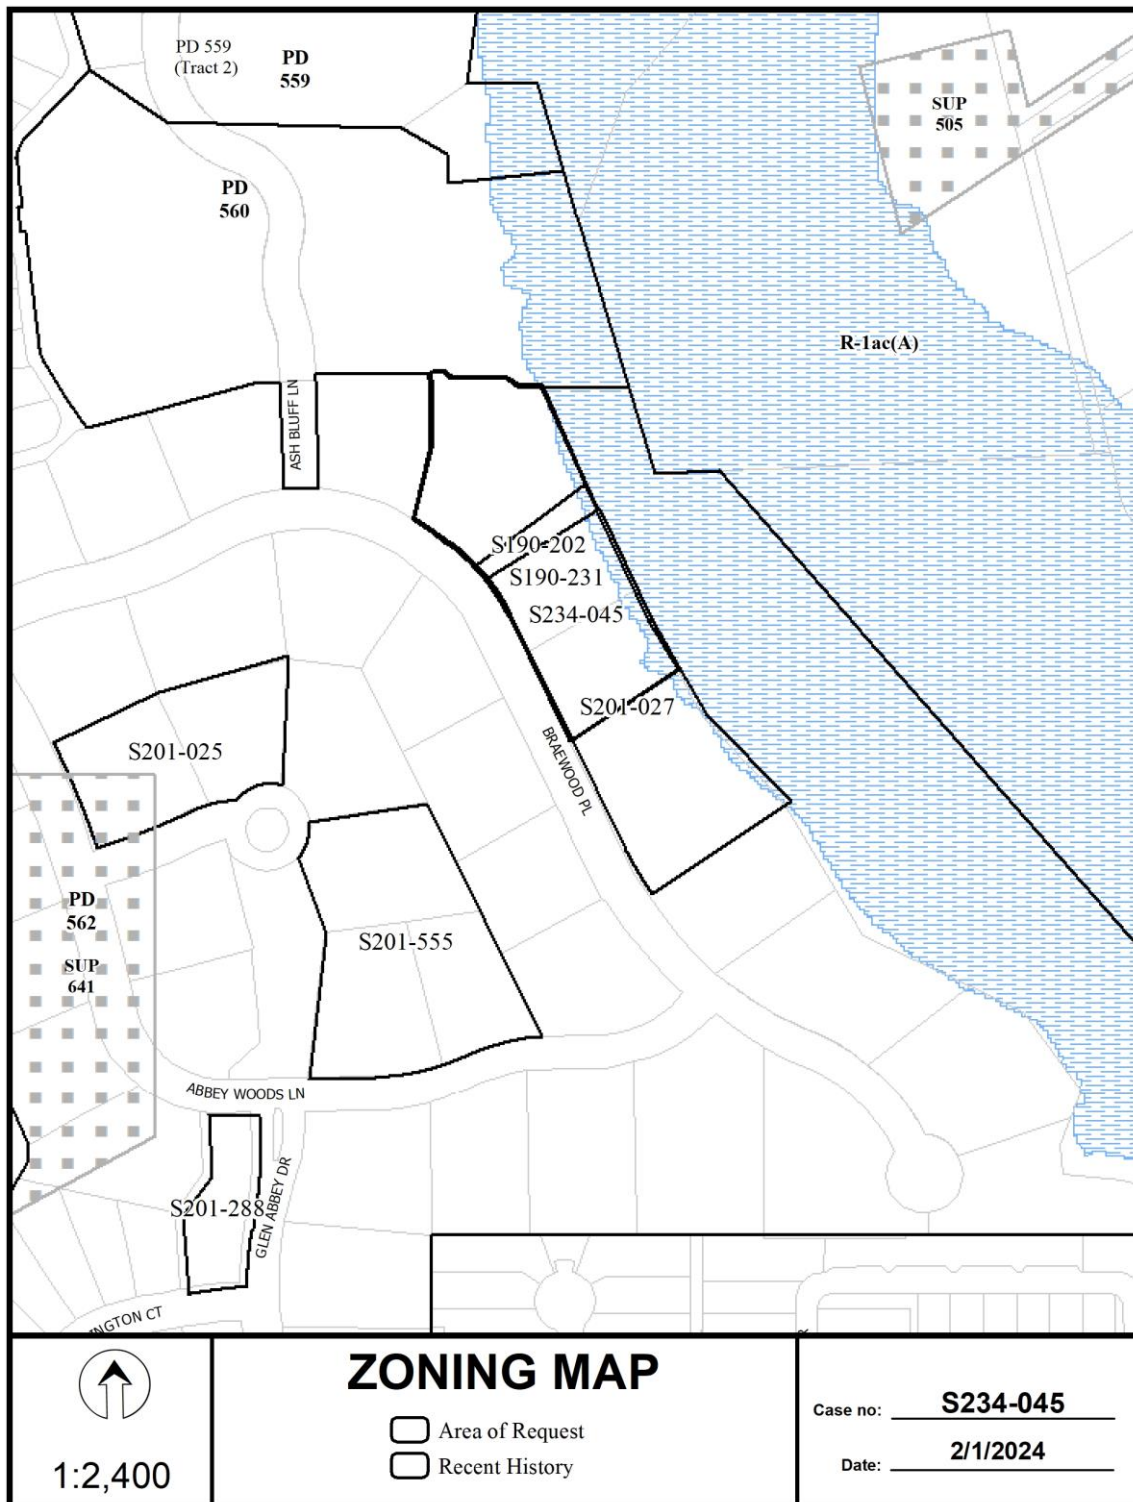 PD 559
(Tract 2)
PD
559
SUP
505
PD
560
R-1ac(A)
ASH BLUFF LN
S190-202
S190-231
S234-045
S201-027
BRAEWOOD PL
S201-025
PD
562
SUP
641
S201-555
ABBEY WOODS LN
S201-288
GLEN ABBEY DR
INGTON CT
ZONING MAP
Area of Request
Recent History
1:2,400
Case no: S234-045
Date: 2/1/2024